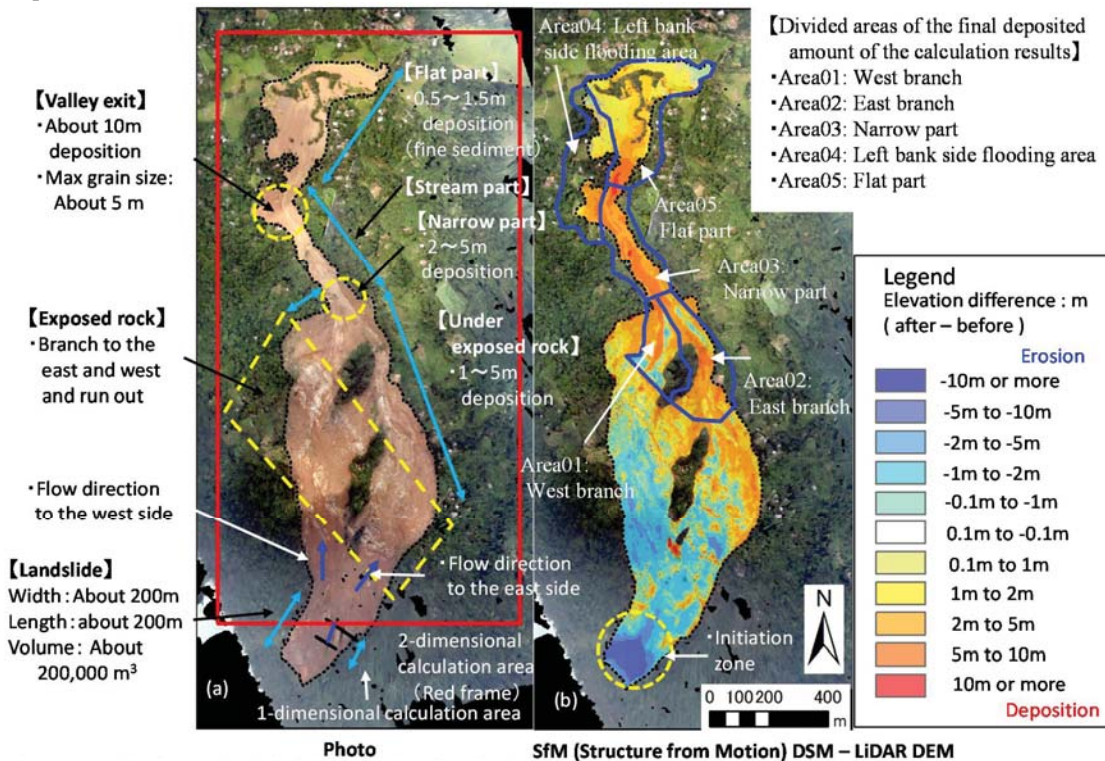 【Valley exit】
・About 10m
deposition
・Max grain size:
About 5 m
【Exposed rock】
・Branch to the
east and west
and run out
・Flow direction
to the west side
【Landslide】
Width : About 200m
Length : about 200m
Volume : About
200,000 m³
【Flat part】
・0.5～1.5m
deposition
(fine sediment)
【Stream part】
【Narrow part】
・2～5m
deposition
【Under
exposed rock】
・1～5m
deposition
・Flow direction
to the east side
2-dimensional
calculation area
(Red frame)
1-dimensional calculation area
(a)
Photo
Area04: Left bank
side flooding area
Area05:
Flat part
Area03:
Narrow part
Area02:
East branch
Area01:
West branch
・Initiation
zone
N
0 100 200 400
m
(b)
SfM (Structure from Motion) DSM – LiDAR DEM
【Divided areas of the final deposited
amount of the calculation results】
・Area01: West branch
・Area02: East branch
・Area03: Narrow part
・Area04: Left bank side flooding area
・Area05: Flat part
Legend
Elevation difference : m
( after – before )
Erosion
-10m or more
-5m to -10m
-2m to -5m
-1m to -2m
-0.1m to -1m
0.1m to -0.1m
0.1m to 1m
1m to 2m
2m to 5m
5m to 10m
10m or more
Deposition